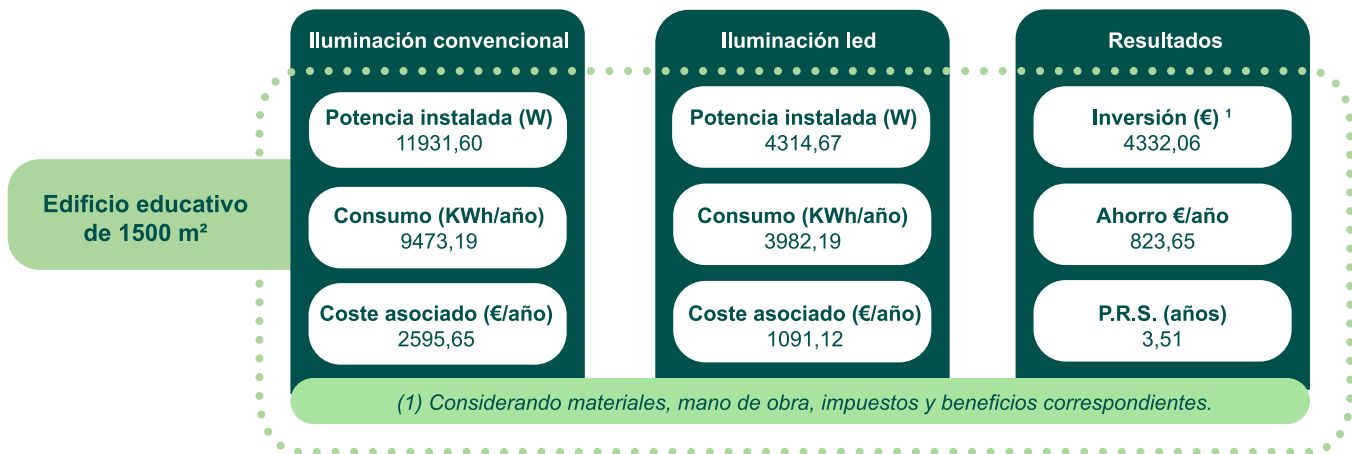 Edificio educativo
de 1500 m²
Iluminación convencional
Potencia instalada (W)
11931,60
Consumo (KWh/año)
9473,19
Coste asociado (€/año)
2595,65
Iluminación led
Potencia instalada (W)
4314,67
Consumo (KWh/año)
3982,19
Coste asociado (€/año)
1091,12
Resultados
Inversión (€) ¹
4332,06
Ahorro €/año
823,65
P.R.S. (años)
3,51
(1) Considerando materiales, mano de obra, impuestos y beneficios correspondientes.